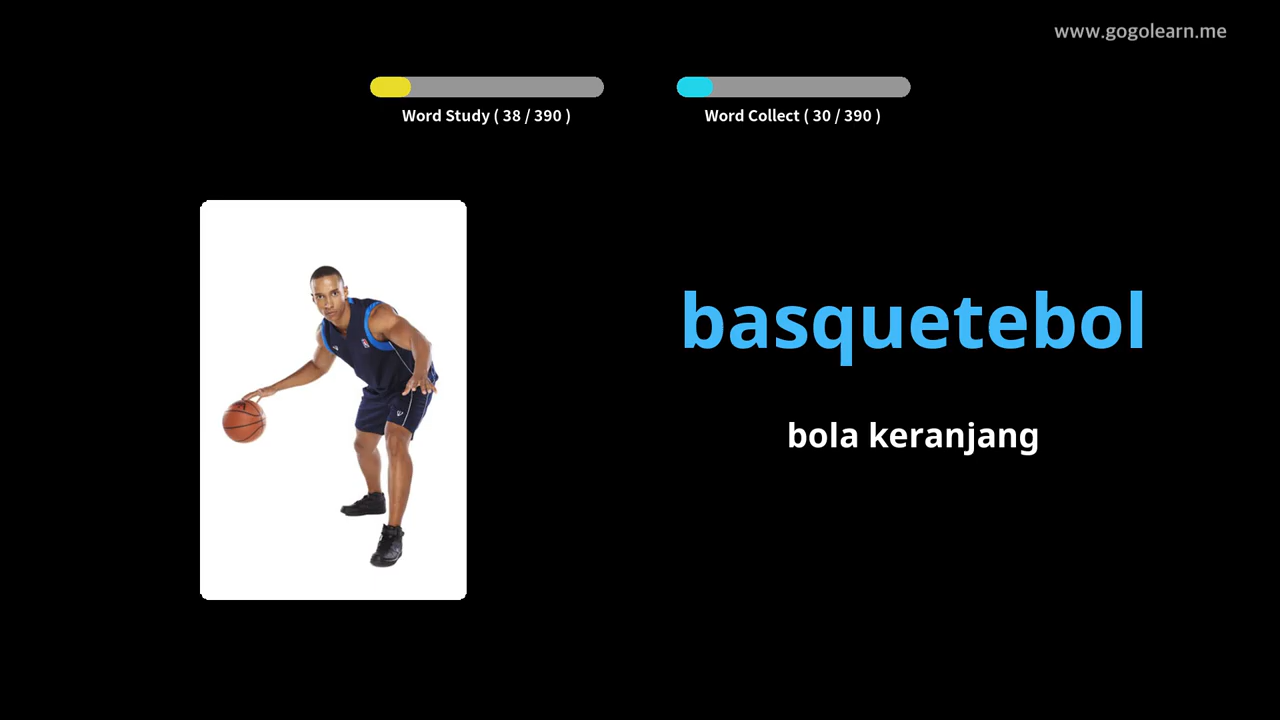 www.gogolearn.me
Word Study ( 38 / 390 )
Word Collect ( 30 / 390 )
basquetebol
bola keranjang